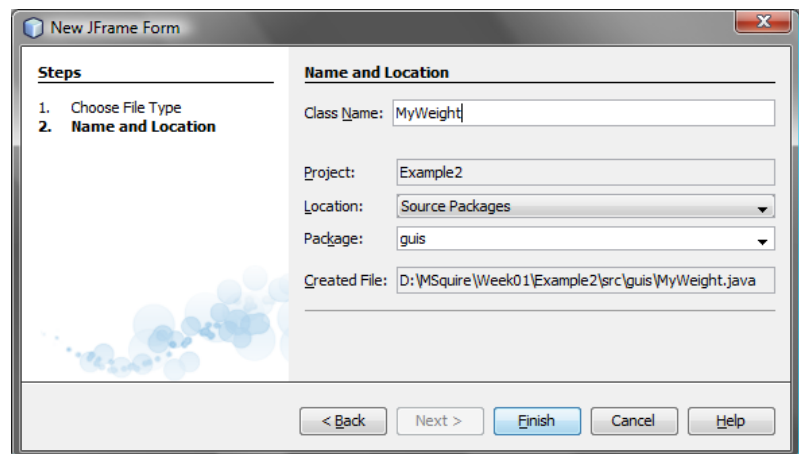 New JFrame Form
X
Steps
1. Choose File Type
2. Name and Location
Name and Location
Class Name: MyWeight
Project: Example2
Location: Source Packages
Package: guis
Created File: D:\MSquire\Week01\Example2\src\guis\MyWeight.java
< Back
Next >
Finish
Cancel
Help